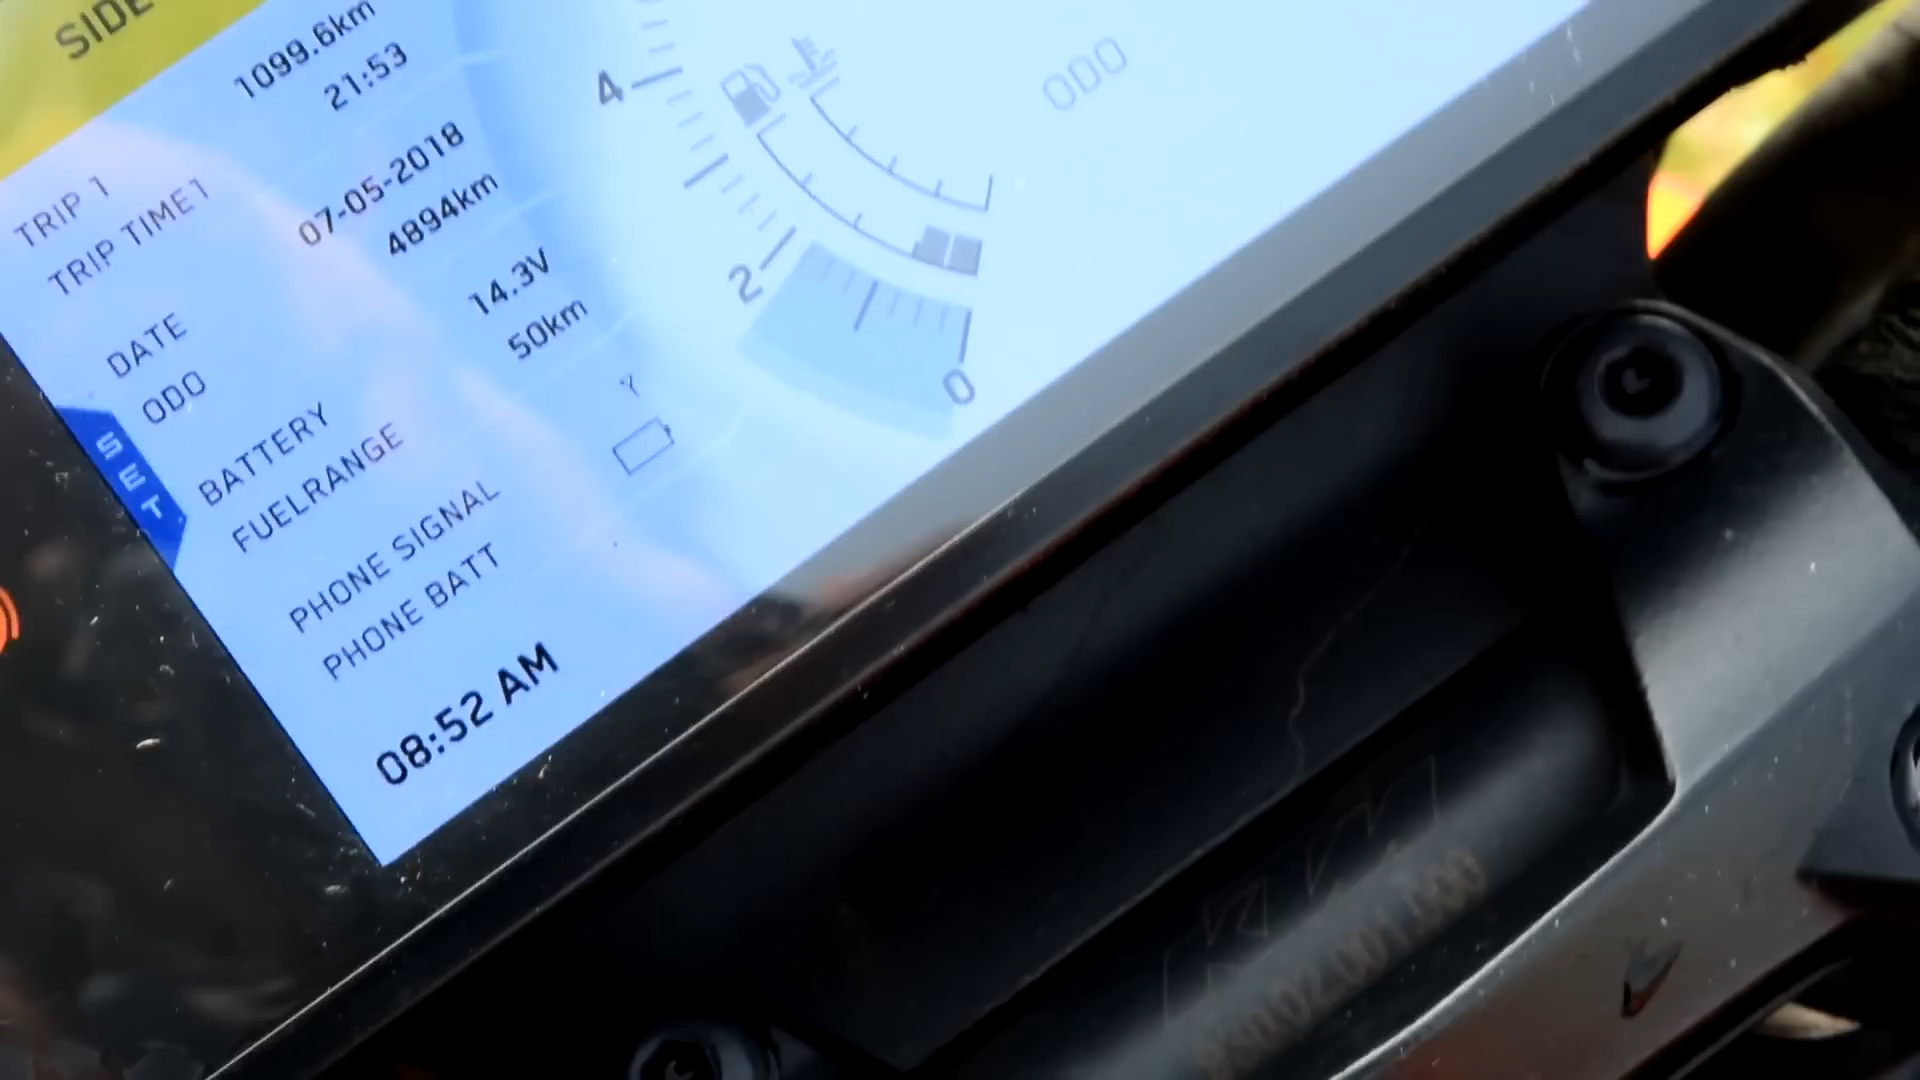 SIDE
TRIP 1 1099.6km
TRIP TIME1 21:53
DATE 07-05-2018
ODO 4894km
BATTERY 14.3V
FUELRANGE 50km
PHONE SIGNAL
PHONE BATT
08:52 AM
SET
4
2
0
ODO